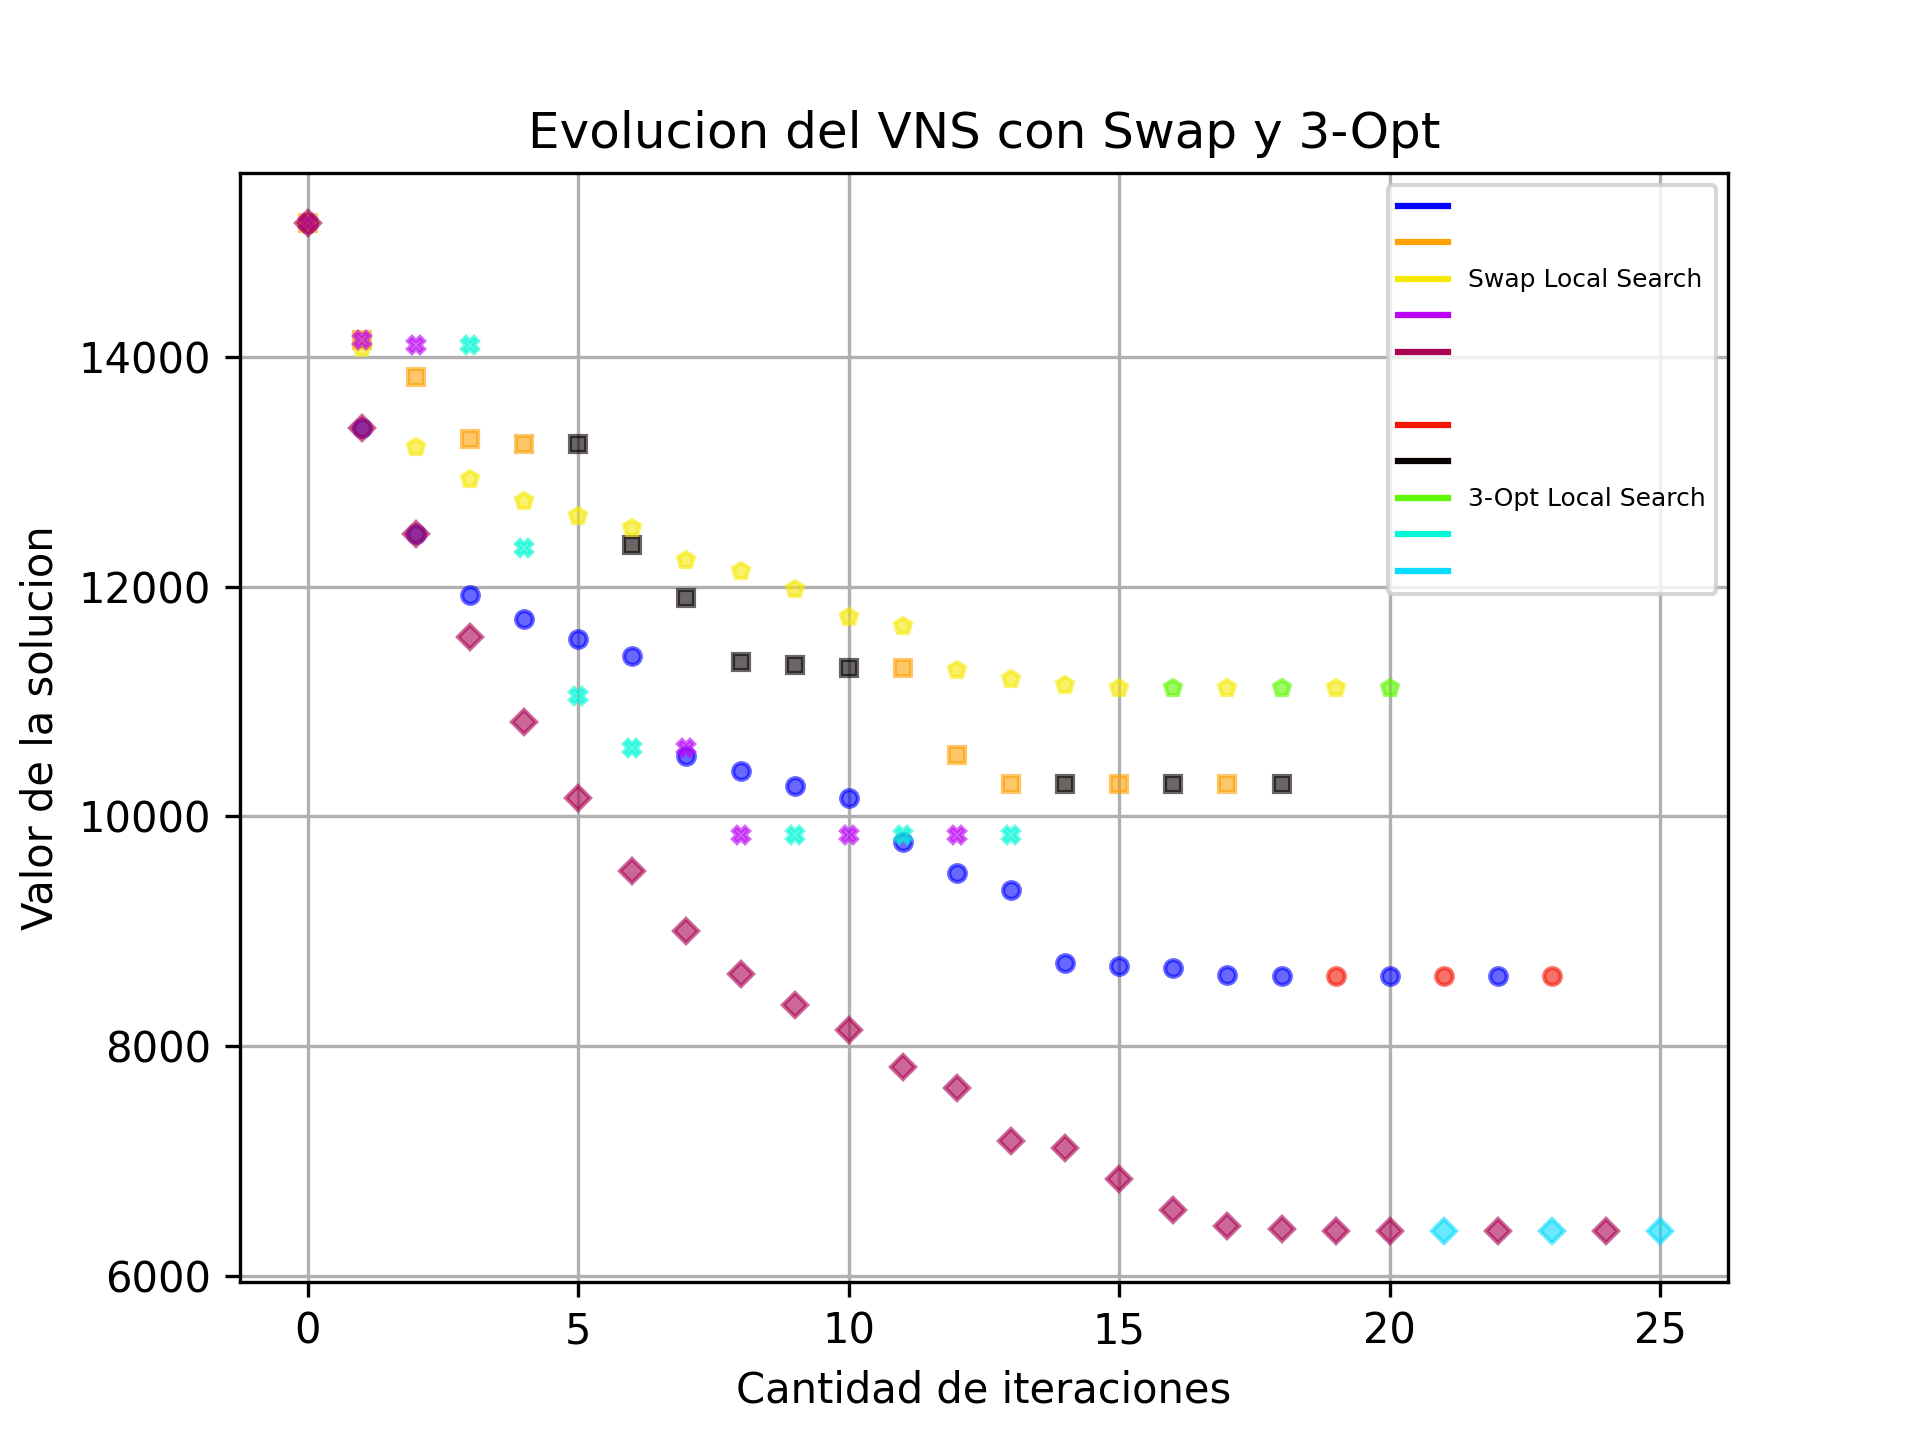 Evolucion del VNS con Swap y 3-Opt
Swap Local Search
3-Opt Local Search
Valor de la solucion
14000
12000
10000
8000
6000
0 5 10 15 20 25
Cantidad de iteraciones